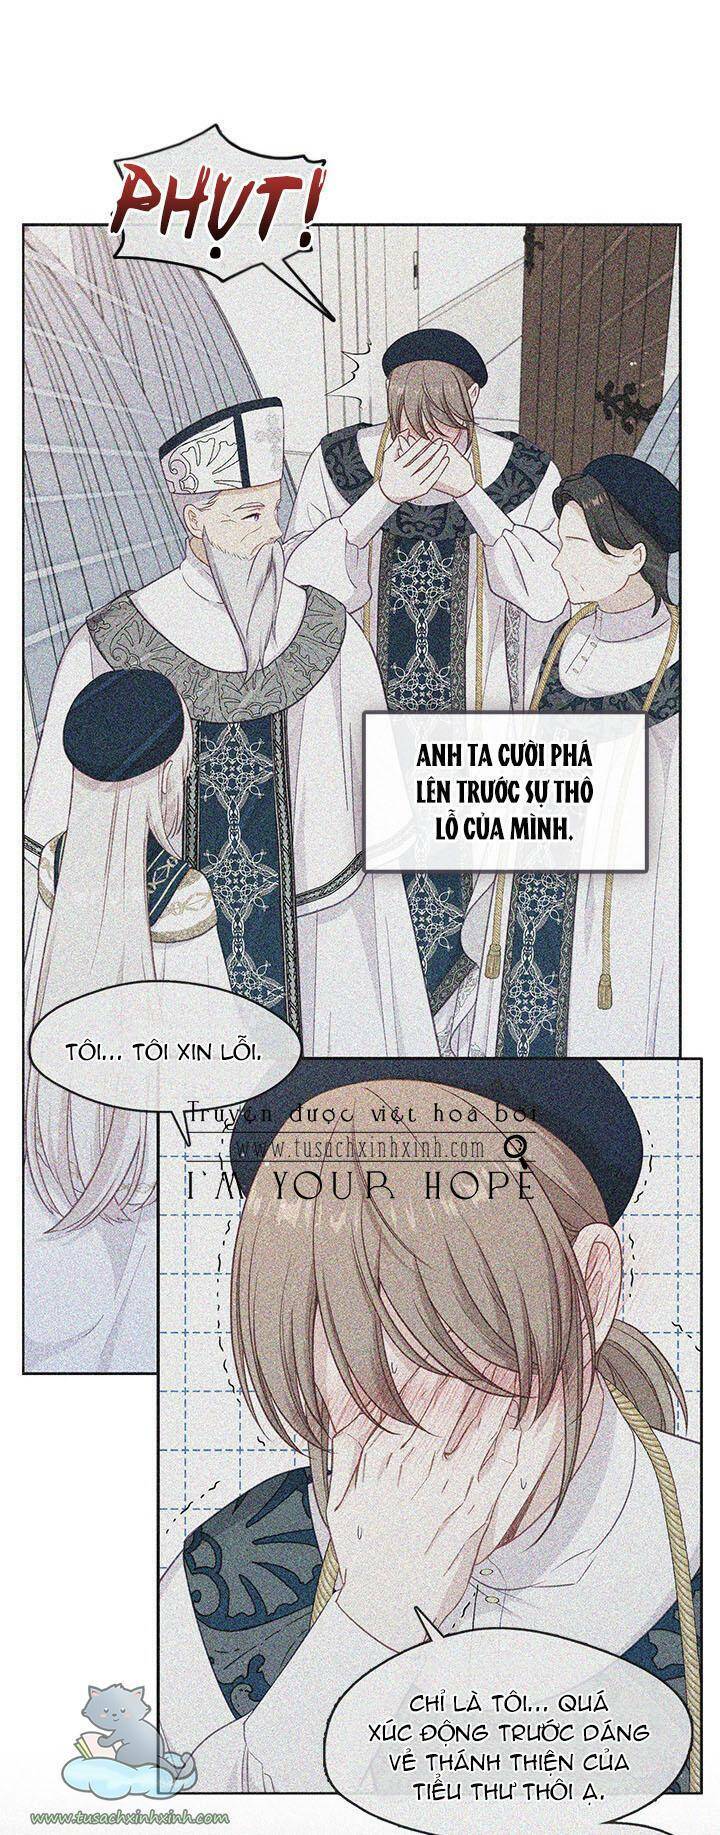 PHỤT!
ANH TA CƯỜI PHÁ
LÊN TRƯỚC SỰ THÔ
LỖ CỦA MÌNH.
TÔI... TÔI XIN LỖI.
Truyện được việt hoá bởi
www.tusachxinhxinh.com
I'M YOUR HOPE
CHỈ LÀ TÔI... QUÁ
XÚC ĐỘNG TRƯỚC DÁNG
VẺ THÁNH THIỆN CỦA
TIỂU THƯ THÔI Ạ.
www.tusachxinhxinh.com